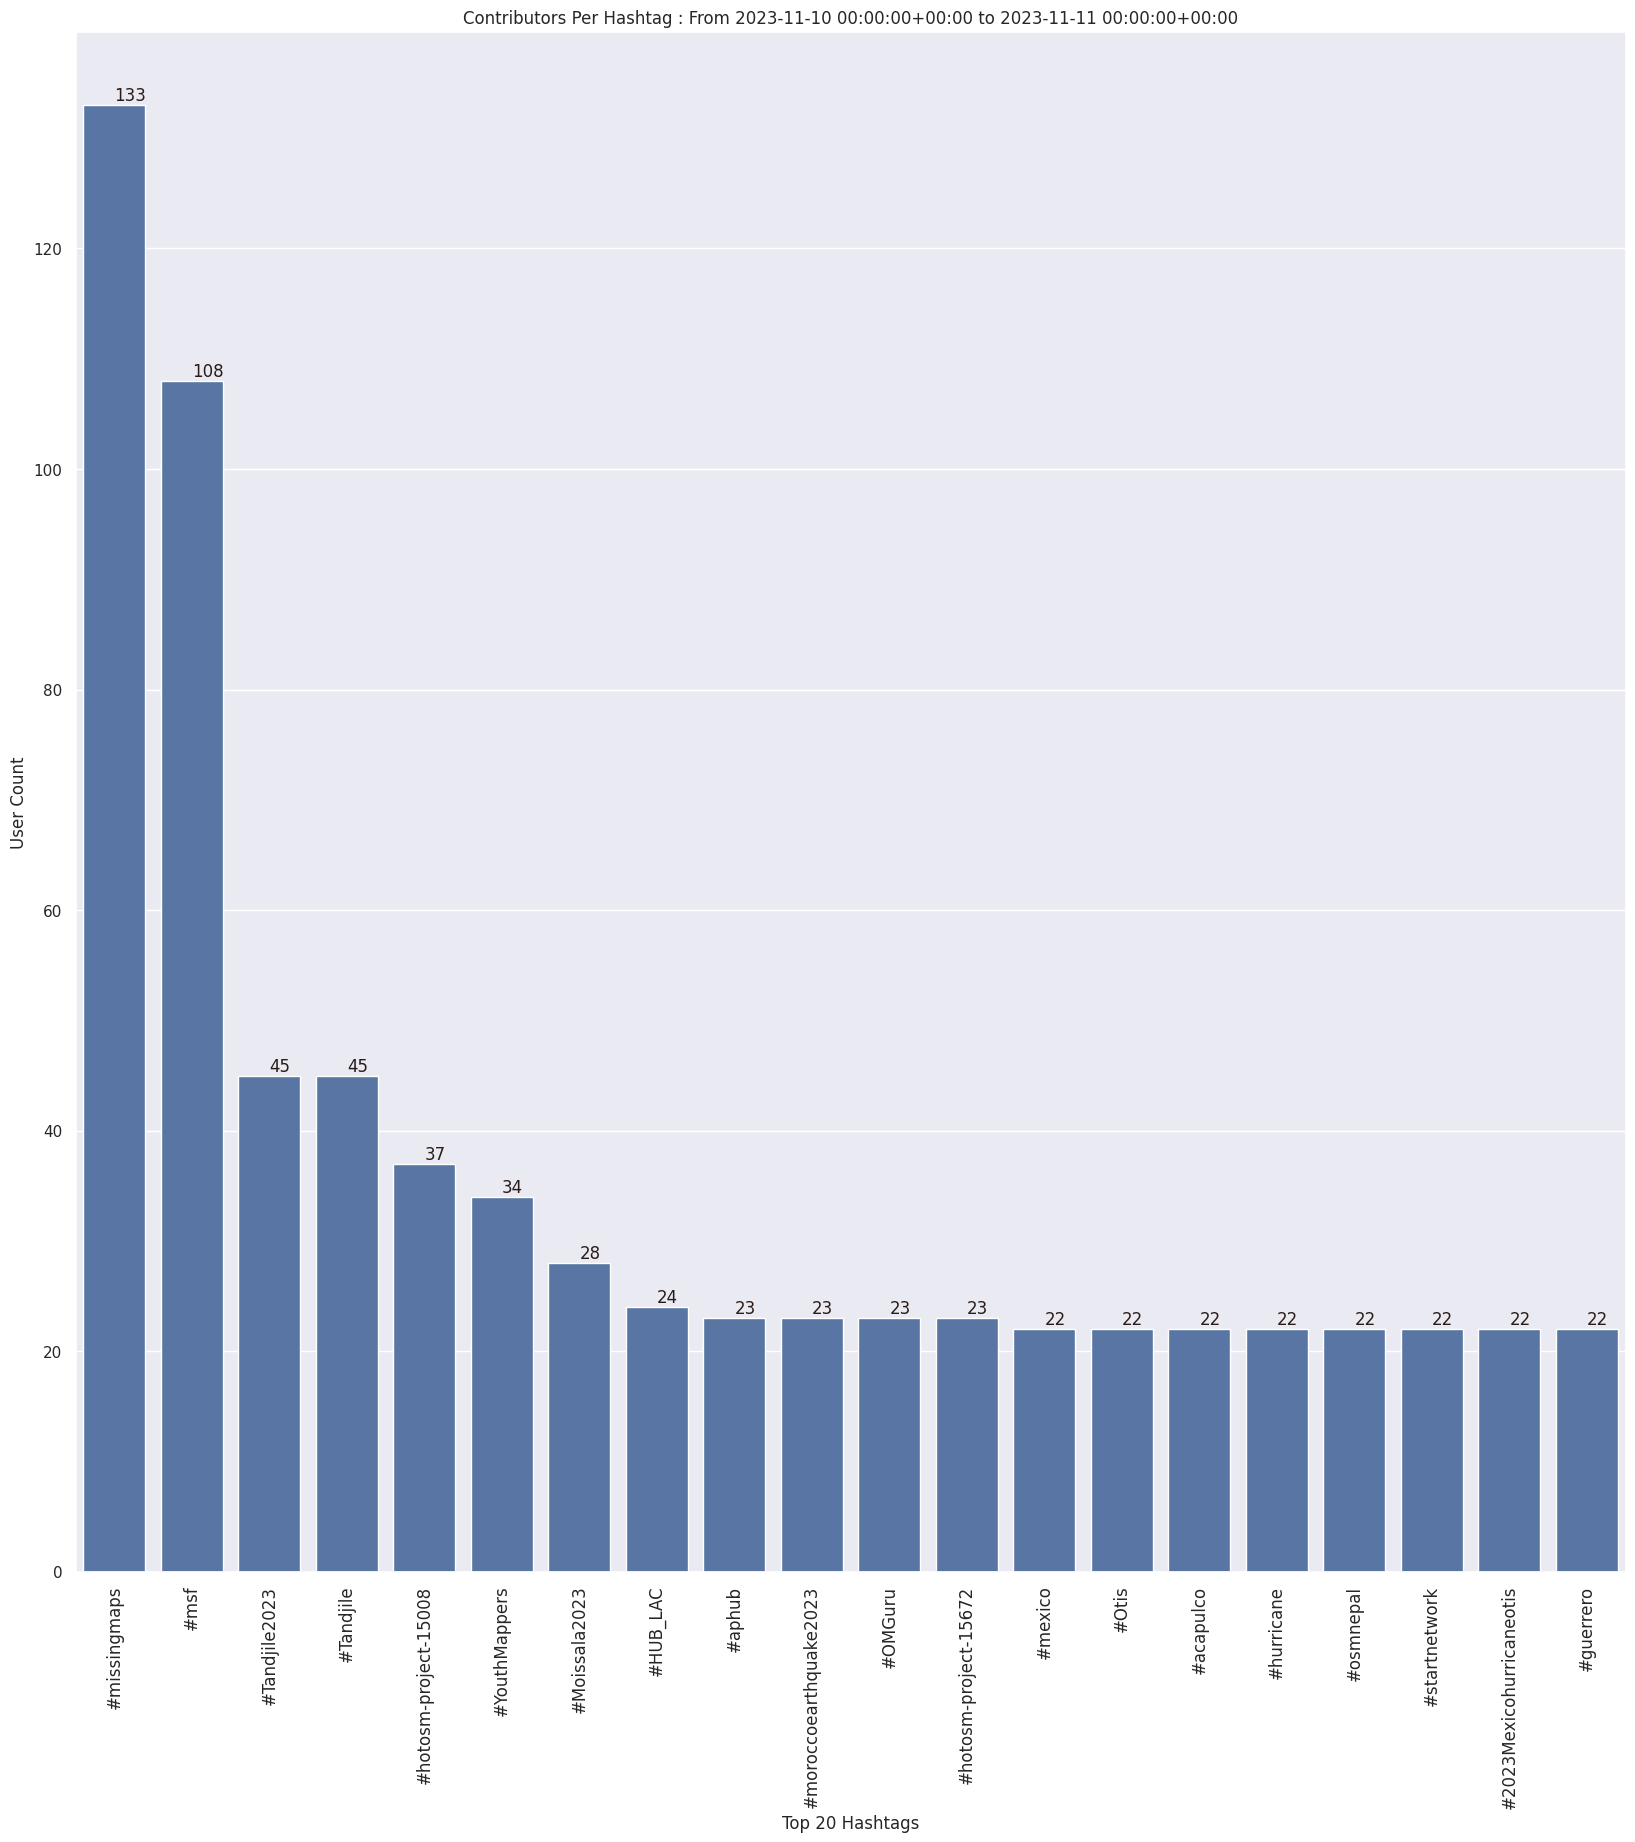 Contributors Per Hashtag : From 2023-11-10 00:00:00+00:00 to 2023-11-11 00:00:00+00:00
User Count
120
100
80
60
40
20
0
133
108
45
45
37
34
28
24
23
23
23
23
22
22
22
22
22
22
22
22
#missingmaps
#msf
#Tandjile2023
#Tandjile
#hotosm-project-15008
#YouthMappers
#Moissala2023
#HUB_LAC
#aphub
#moroccoearthquake2023
#OMGuru
#hotosm-project-15672
#mexico
#Otis
#acapulco
#hurricane
#osmnepal
#startnetwork
#2023Mexicohurricaneotis
#guerrero
Top 20 Hashtags